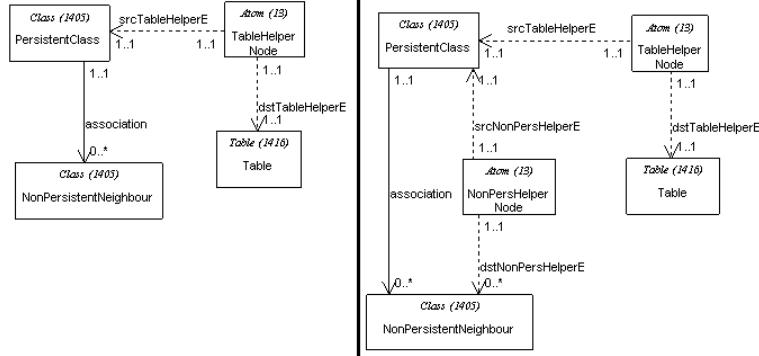 Class (1405)
PersistentClass
srcTableHelperE
1..1
1..1
Atom (13)
TableHelper
Node
1..1
1..1
dstTableHelperE
1..1
association
0..*
Table (1416)
Table
Class (1405)
NonPersistentNeighbour
Class (1405)
PersistentClass
srcTableHelperE
1..1
1..1
Atom (13)
TableHelper
Node
1..1
1..1
1..1
srcNonPersHelperE
1..1
dstTableHelperE
1..1
Atom (13)
NonPersHelper
Node
Table (1416)
Table
association
1..1
dstNonPersHelperE
0..*
0..*
Class (1405)
NonPersistentNeighbour